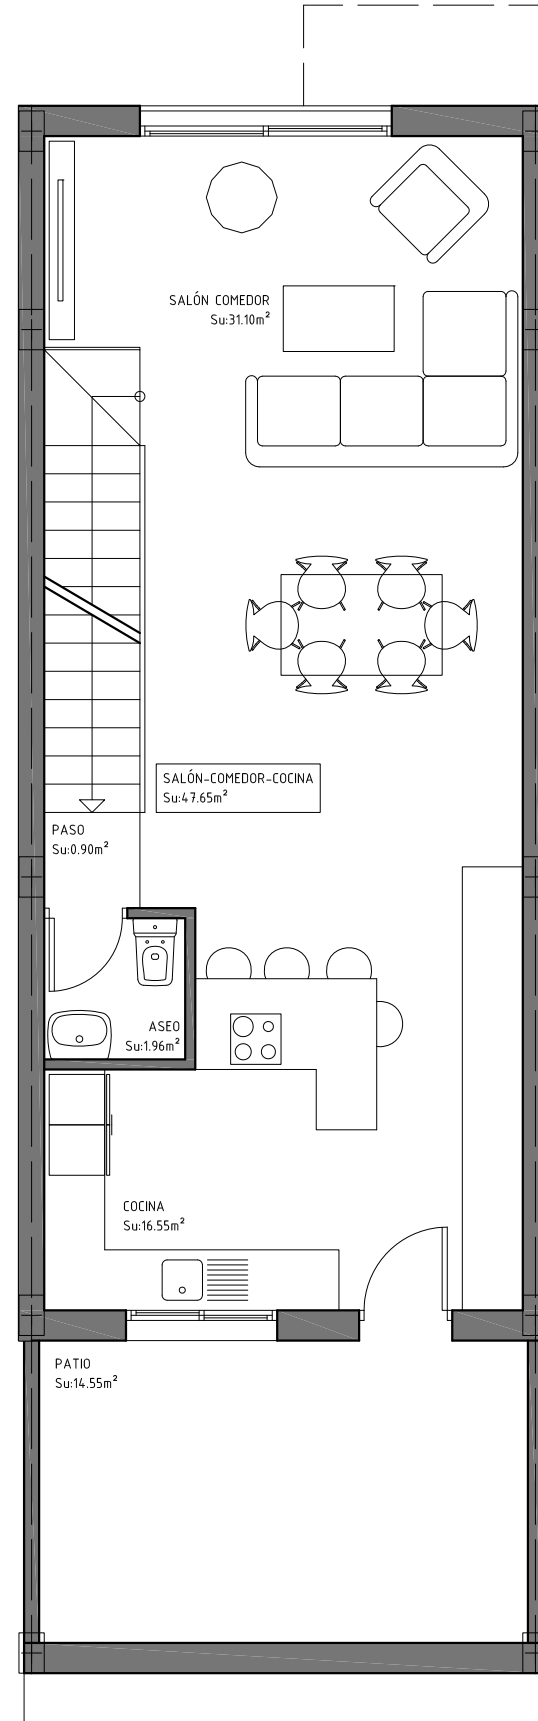 SALÓN COMEDOR
Su:31.10m²
SALÓN-COMEDOR-COCINA
Su:47.65m²
PASO
Su:0.90m²
ASEO
Su:1.96m²
COCINA
Su:16.55m²
PATIO
Su:14.55m²